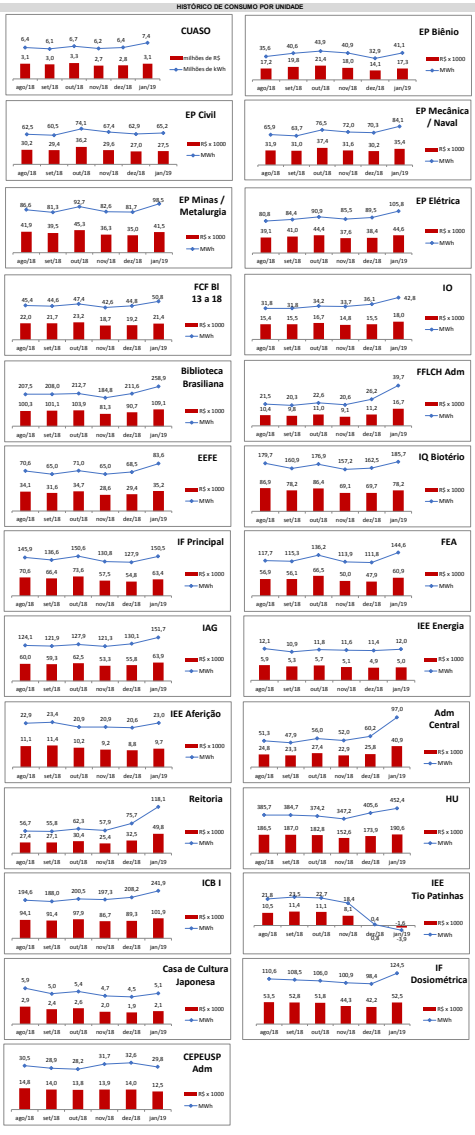 HISTÓRICO DE CONSUMO POR UNIDADE
CUASO
6,4 6,1 6,7 6,2 6,4 7,4
3,1 3,0 3,3 2,7 2,8 3,1
milhões de R$
Milhões de kWh
ago/18 set/18 out/18 nov/18 dez/18 jan/19
EP Biênio
35,6 40,6 43,9 40,9 32,9 41,1
17,2 19,8 21,4 18,0 14,1 17,3
R$ x 1000
MWh
ago/18 set/18 out/18 nov/18 dez/18 jan/19
EP Civil
62,5 60,5 74,1 67,4 62,9 65,2
30,2 29,4 36,2 29,6 27,0 27,5
R$ x 1000
MWh
ago/18 set/18 out/18 nov/18 dez/18 jan/19
EP Mecânica
/ Naval
65,9 63,7 76,5 72,0 70,3 84,1
31,9 31,0 37,4 31,6 30,2 35,4
R$ x 1000
MWh
ago/18 set/18 out/18 nov/18 dez/18 jan/19
EP Minas /
Metalurgia
86,6 81,3 92,7 82,6 81,7 98,5
41,9 39,5 45,3 36,3 35,0 41,5
R$ x 1000
MWh
ago/18 set/18 out/18 nov/18 dez/18 jan/19
EP Elétrica
80,8 84,4 90,9 85,5 89,5 105,8
39,1 41,0 44,4 37,6 38,4 44,6
R$ x 1000
MWh
ago/18 set/18 out/18 nov/18 dez/18 jan/19
FCF Bl
13 a 18
45,4 44,6 47,4 42,6 44,8 50,8
22,0 21,7 23,2 18,7 19,2 21,4
R$ x 1000
MWh
ago/18 set/18 out/18 nov/18 dez/18 jan/19
IO
31,8 31,8 34,2 33,7 36,1 42,8
15,4 15,5 16,7 14,8 15,5 18,0
R$ x 1000
MWh
ago/18 set/18 out/18 nov/18 dez/18 jan/19
Biblioteca
Brasiliana
207,5 208,0 212,7 184,8 211,6 258,9
100,3 101,1 103,9 81,3 90,7 109,1
R$ x 1000
MWh
ago/18 set/18 out/18 nov/18 dez/18 jan/19
FFLCH Adm
21,5 20,3 22,6 20,6 26,2 39,7
10,4 9,8 11,0 9,1 11,2 16,7
R$ x 1000
MWh
ago/18 set/18 out/18 nov/18 dez/18 jan/19
EEFE
70,6 65,0 71,0 65,0 68,5 83,6
34,1 31,6 34,7 28,6 29,4 35,2
R$ x 1000
MWh
ago/18 set/18 out/18 nov/18 dez/18 jan/19
IQ Biotério
179,7 160,9 176,9 157,2 162,5 185,7
86,9 78,2 86,4 69,1 69,7 78,2
R$ x 1000
MWh
ago/18 set/18 out/18 nov/18 dez/18 jan/19
IF Principal
145,9 136,6 150,6 130,8 127,9 150,5
70,6 66,4 73,6 57,5 54,8 63,4
R$ x 1000
MWh
ago/18 set/18 out/18 nov/18 dez/18 jan/19
FEA
117,7 115,3 136,2 113,9 111,8 144,6
56,9 56,1 66,5 50,0 47,9 60,9
R$ x 1000
MWh
ago/18 set/18 out/18 nov/18 dez/18 jan/19
IAG
124,1 121,9 127,9 121,3 130,1 151,7
60,0 59,3 62,5 53,3 55,8 63,9
R$ x 1000
MWh
ago/18 set/18 out/18 nov/18 dez/18 jan/19
IEE Energia
12,1 10,9 11,8 11,6 11,4 12,0
5,9 5,3 5,7 5,1 4,9 5,0
R$ x 1000
MWh
ago/18 set/18 out/18 nov/18 dez/18 jan/19
IEE Aferição
22,9 23,4 20,9 20,9 20,6 23,0
11,1 11,4 10,2 9,2 8,8 9,7
R$ x 1000
MWh
ago/18 set/18 out/18 nov/18 dez/18 jan/19
Adm
Central
51,3 47,9 56,0 52,0 60,2 97,0
24,8 23,3 27,4 22,9 25,8 40,9
R$ x 1000
MWh
ago/18 set/18 out/18 nov/18 dez/18 jan/19
Reitoria
56,7 55,8 62,3 57,9 75,7 118,1
27,4 27,1 30,4 25,4 32,5 49,8
R$ x 1000
MWh
ago/18 set/18 out/18 nov/18 dez/18 jan/19
HU
385,7 384,7 374,2 347,2 405,6 452,4
186,5 187,0 182,8 152,6 173,9 190,6
R$ x 1000
MWh
ago/18 set/18 out/18 nov/18 dez/18 jan/19
ICB I
194,6 188,0 200,5 197,3 208,2 241,9
94,1 91,4 97,9 86,7 89,3 101,9
R$ x 1000
MWh
ago/18 set/18 out/18 nov/18 dez/18 jan/19
IEE
Tio Patinhas
21,8 23,5 22,7 18,4 0,4 -1,6
10,5 11,4 11,1 8,1 -3,9
R$ x 1000
MWh
ago/18 set/18 out/18 nov/18 dez/18 jan/19
Casa de Cultura
Japonesa
5,9 5,0 5,4 4,7 4,5 5,1
2,9 2,4 2,6 2,0 1,9 2,1
R$ x 1000
MWh
ago/18 set/18 out/18 nov/18 dez/18 jan/19
IF
Dosiométrica
110,6 108,5 106,0 100,9 98,4 124,5
53,5 52,8 51,8 44,3 42,2 52,5
R$ x 1000
MWh
ago/18 set/18 out/18 nov/18 dez/18 jan/19
CEPEUSP
Adm
30,5 28,9 28,2 31,7 32,6 29,8
14,8 14,0 13,8 13,9 14,0 12,5
R$ x 1000
MWh
ago/18 set/18 out/18 nov/18 dez/18 jan/19